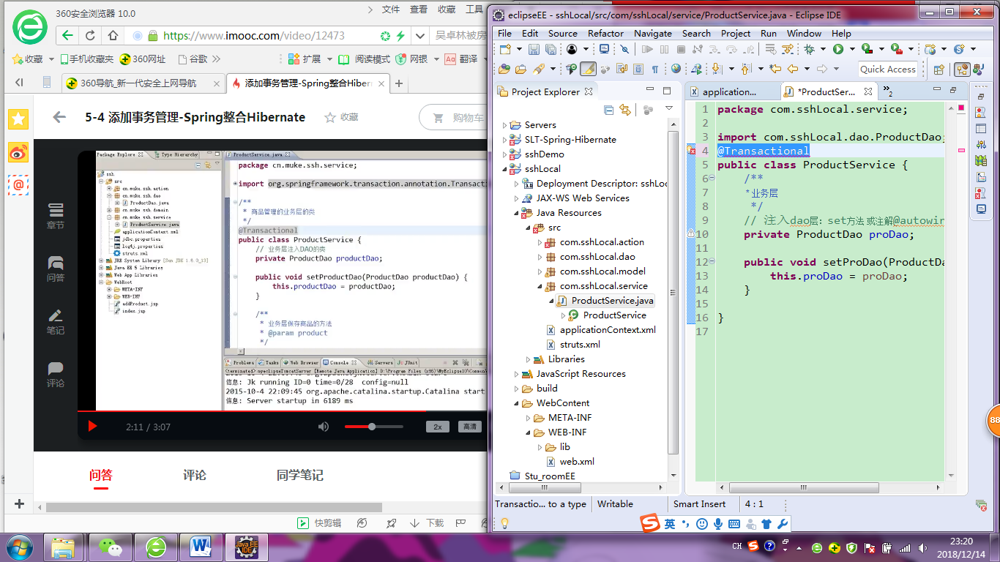 360安全浏览器 10.0
文件 查看 收藏 工具
https://www.imooc.com/video/12473
吴卓林被房
收藏 手机收藏夹 360网址 谷歌 扩展 阅读模式 网银 翻译
360导航_新一代安全上网导航
添加事务管理-Spring整合Hibern
5-4 添加事务管理-Spring整合Hibernate
收藏
购物车
章节
问答
笔记
评论
Package Explorer Type Hierarchy
ssh
src
cn.muke.ssh.action
cn.muke.ssh.dao
ProductDao.java
cn.muke.ssh.domain
cn.muke.ssh.service
ProductService.java
applicationContext.xml
jdbc.properties
log4j.properties
struts.xml
JRE System Library [Sun JDK 1.6.0_13]
Java EE 5 Libraries
Web App Libraries
Referenced Libraries
WebRoot
META-INF
WEB-INF
addProduct.jsp
index.jsp
ProductService.java
package cn.muke.ssh.service;
import org.springframework.transaction.annotation.Transacti
/**
* 商品管理的业务层的类
*/
@Transactional
public class ProductService {
// 业务层注入DAO的类
private ProductDao productDao;
public void setProductDao(ProductDao productDao) {
this.productDao = productDao;
}
/**
* 业务层保存商品的方法
* @param product
*/
Problems Tasks Web Browser Console Servers JUnit
<terminated> myeclipseTomcatServer [Remote Java Application] D:\Program Files (x86)\MyEclipse10\Common\
信息: Jk running ID=0 time=0/28 config=null
2015-10-4 22:09:45 org.apache.catalina.startup.Catalina start
信息: Server startup in 6189 ms
2:11 / 3:07
2x
高清
问答 评论 同学笔记
快剪辑
下载
eclipseEE - sshLocal/src/com/sshLocal/service/ProductService.java - Eclipse IDE
File Edit Source Refactor Navigate Search Project Run Window Help
Quick Access
Project Explorer
Servers
SLT-Spring-Hibernate
sshDemo
sshLocal
Deployment Descriptor: sshLo
JAX-WS Web Services
Java Resources
src
com.sshLocal.action
com.sshLocal.dao
com.sshLocal.model
com.sshLocal.service
ProductService.java
ProductService
applicationContext.xml
struts.xml
Libraries
JavaScript Resources
build
WebContent
META-INF
WEB-INF
lib
web.xml
Stu_roomEE
application...
*ProductSer...
»2
1 package com.sshLocal.service;
2
3 import com.sshLocal.dao.ProductDao;
4 @Transactional
5 public class ProductService {
6 /**
7 *业务层
8 */
9 // 注入dao层: set方法 或注解@autowir
10 private ProductDao proDao;
11
12 public void setProDao(ProductDa
13 this.proDao = proDao;
14 }
15
16 }
17
Transactio... to a type
Writable
Smart Insert
4 : 1
英
88
Java EE IDE
CH
23:20
2018/12/14